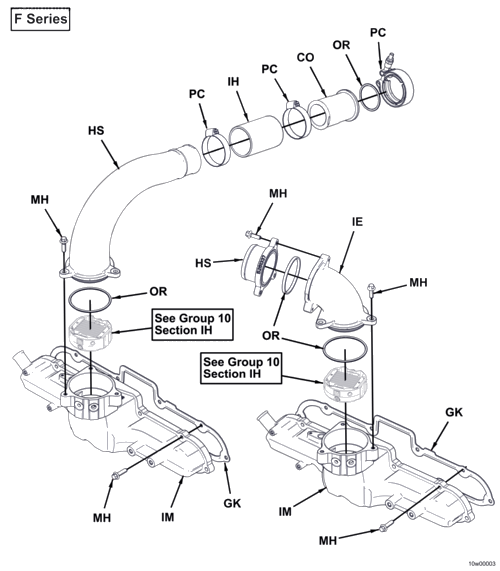 F Series
PC
OR
CO
PC
IH
PC
HS
MH
MH
IE
HS
MH
OR
See Group 10
Section IH
OR
See Group 10
Section IH
GK
GK
MH
IM
IM
MH
10w00003